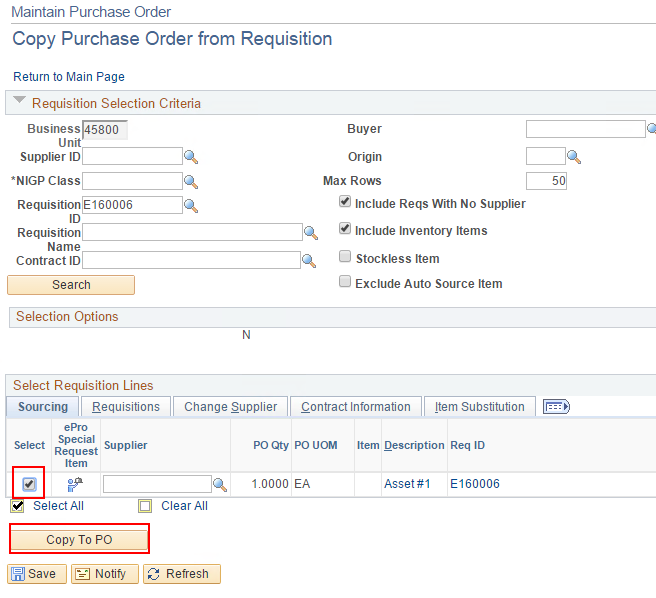 Maintain Purchase Order
Copy Purchase Order from Requisition
Return to Main Page
Requisition Selection Criteria
Business Unit 45800 Buyer
Supplier ID Origin
*NIGP Class Max Rows 50
Requisition ID E160006 Include Reqs With No Supplier
Requisition Name Include Inventory Items
Contract ID Stockless Item
Search Exclude Auto Source Item
Selection Options
N
Select Requisition Lines
Sourcing Requisitions Change Supplier Contract Information Item Substitution
Select ePro Special Request Item Supplier PO Qty PO UOM Item Description Req ID
1.0000 EA Asset #1 E160006
Select All Clear All
Copy To PO
Save Notify Refresh